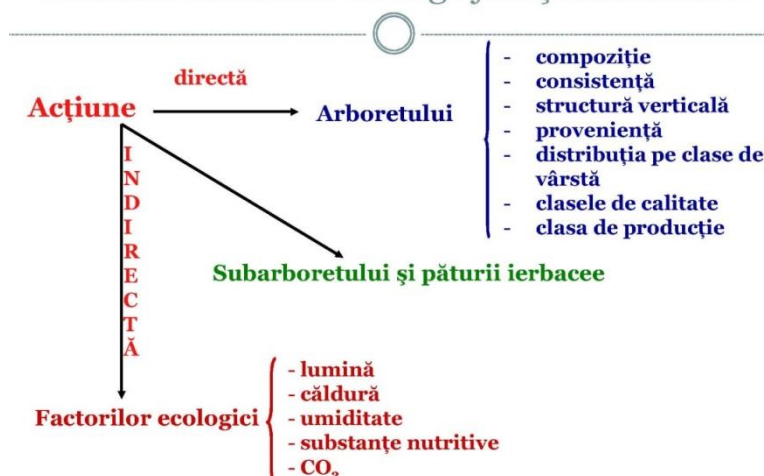 directă
Acțiune
Arboretului
- compoziție
- consistență
- structură verticală
- proveniență
- distribuția pe clase de
vârstă
- clasele de calitate
- clasa de producție
INDIRECTĂ
Subarboretului și păturii ierbacee
Factorilor ecologici
- lumină
- căldură
- umiditate
- substanțe nutritive
- CO₂